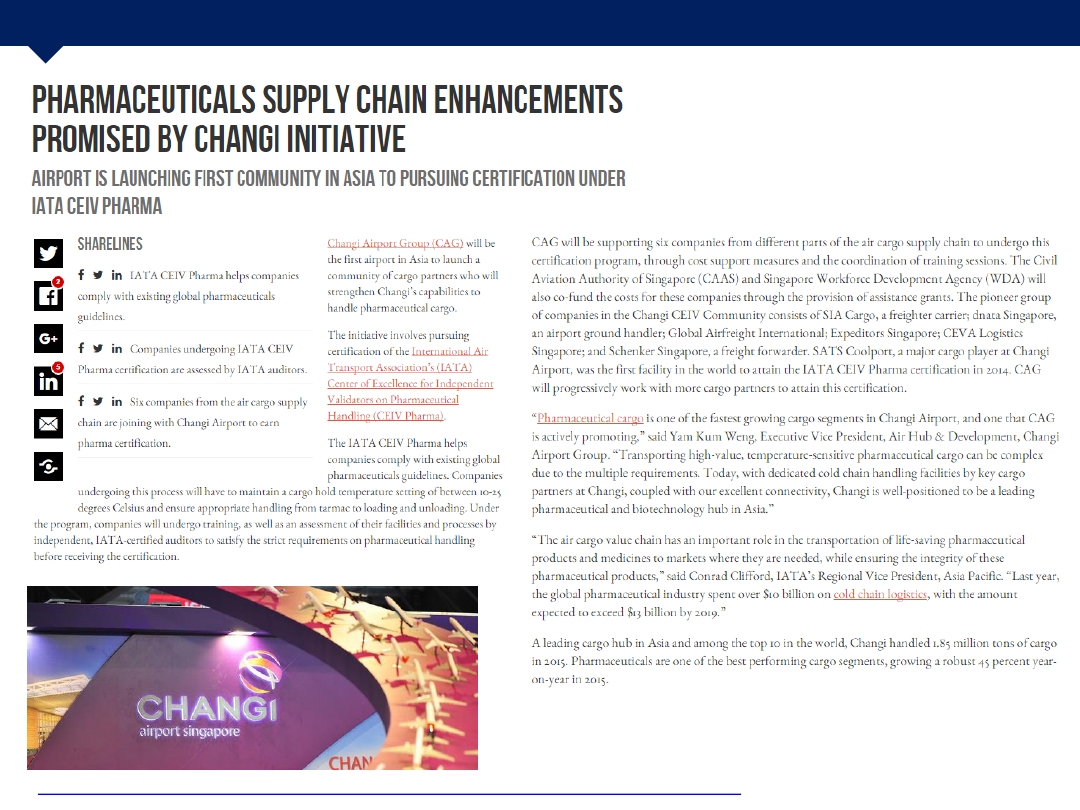 PHARMACEUTICALS SUPPLY CHAIN ENHANCEMENTS
PROMISED BY CHANGI INITIATIVE
AIRPORT IS LAUNCHING FIRST COMMUNITY IN ASIA TO PURSUING CERTIFICATION UNDER
IATA CEIV PHARMA
SHARELINES
IATA CEIV Pharma helps companies
comply with existing global pharmaceuticals
guidelines.
Companies undergoing IATA CEIV
Pharma certification are assessed by IATA auditors.
Six companies from the air cargo supply
chain are joining with Changi Airport to earn
pharma certification.
2
G+
5
in
Changi Airport Group (CAG) will be
the first airport in Asia to launch a
community of cargo partners who will
strengthen Changi's capabilities to
handle pharmaceutical cargo.
The initiative involves pursuing
certification of the International Air
Transport Association's (IATA)
Center of Excellence for Independent
Validators on Pharmaceutical
Handling (CEIV Pharma).
The IATA CEIV Pharma helps
companies comply with existing global
pharmaceutical guidelines. Companies
undergoing this process will have to maintain a cargo hold temperature setting of between 10-25
degrees Celsius and ensure appropriate handling from tarmac to loading and unloading. Under
the program, companies will undergo training, as well as an assessment of their facilities and processes by
independent, IATA-certified auditors to satisfy the strict requirements on pharmaceutical handling
before receiving the certification.
CHANGI
airport singapore
CHAN
CAG will be supporting six companies from different parts of the air cargo supply chain to undergo this
certification program, through cost support measures and the coordination of training sessions. The Civil
Aviation Authority of Singapore (CAAS) and Singapore Workforce Development Agency (WDA) will
also co-fund the costs for these companies through the provision of assistance grants. The pioneer group
of companies in the Changi CEIV Community consists of SIA Cargo, a freighter carrier; dnata Singapore,
an airport ground handler; Global Airfreight International; Expeditors Singapore; CEVA Logistics
Singapore; and Schenker Singapore, a freight forwarder. SATS Coolport, a major cargo player at Changi
Airport, was the first facility in the world to attain the IATA CEIV Pharma certification in 2014. CAG
will progressively work with more cargo partners to attain this certification.
"Pharmaceutical cargo is one of the fastest growing cargo segments in Changi Airport, and one that CAG
is actively promoting," said Yam Kum Weng, Executive Vice President, Air Hub & Development, Changi
Airport Group. "Transporting high-value, temperature-sensitive pharmaceutical cargo can be complex
due to the multiple requirements. Today, with dedicated cold chain handling facilities by key cargo
partners at Changi, coupled with our excellent connectivity, Changi is well-positioned to be a leading
pharmaceutical and biotechnology hub in Asia."
"The air cargo value chain has an important role in the transportation of life-saving pharmaceutical
products and medicines to markets where they are needed, while ensuring the integrity of these
pharmaceutical products," said Conrad Clifford, IATA's Regional Vice President, Asia Pacific. "Last year,
the global pharmaceutical industry spent over $10 billion on cold chain logistics, with the amount
expected to exceed $13 billion by 2019."
A leading cargo hub in Asia and among the top 10 in the world, Changi handled 1.85 million tons of cargo
in 2015. Pharmaceuticals are one of the best performing cargo segments, growing a robust 45 percent year-
on-year in 2015.